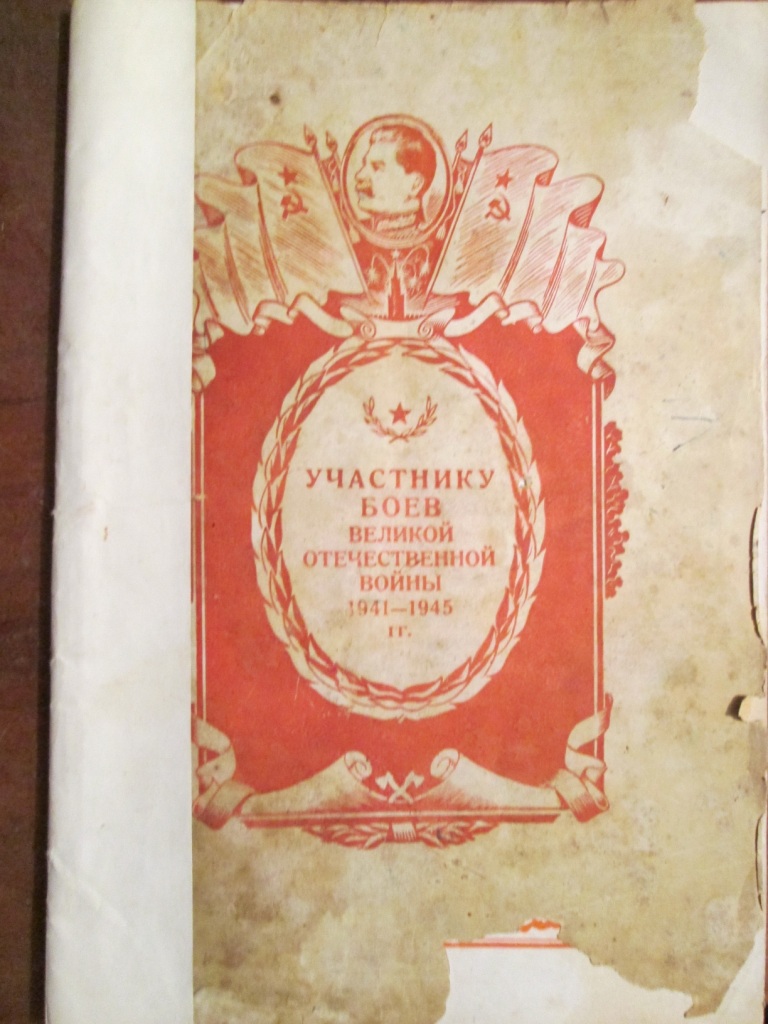 УЧАСТНИКУ
БОЕВ
ВЕЛИКОЙ
ОТЕЧЕСТВЕННОЙ
ВОЙНЫ
1941—1945
гг.